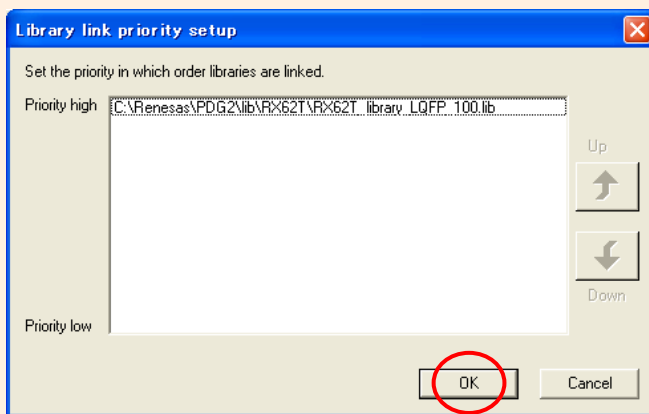 Library link priority setup
Set the priority in which order libraries are linked.
Priority high
C:\Renesas\PDG2\lib\RX62T\RX62T_library_LQFP_100.lib
Up
Down
Priority low
OK
Cancel